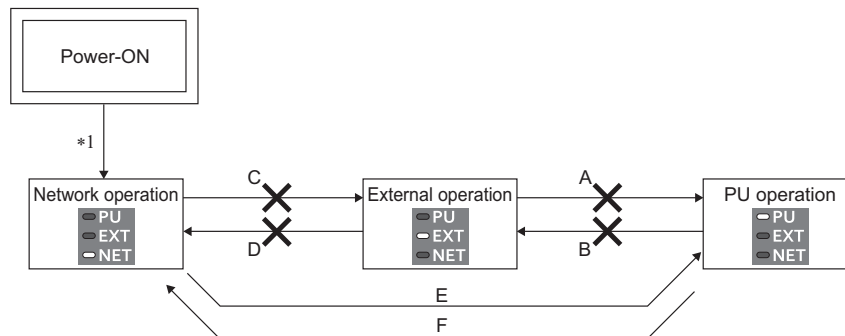 Power-ON
*1
C
A
Network operation
External operation
PU operation
PU
EXT
NET
PU
EXT
NET
PU
EXT
NET
D
B
E
F